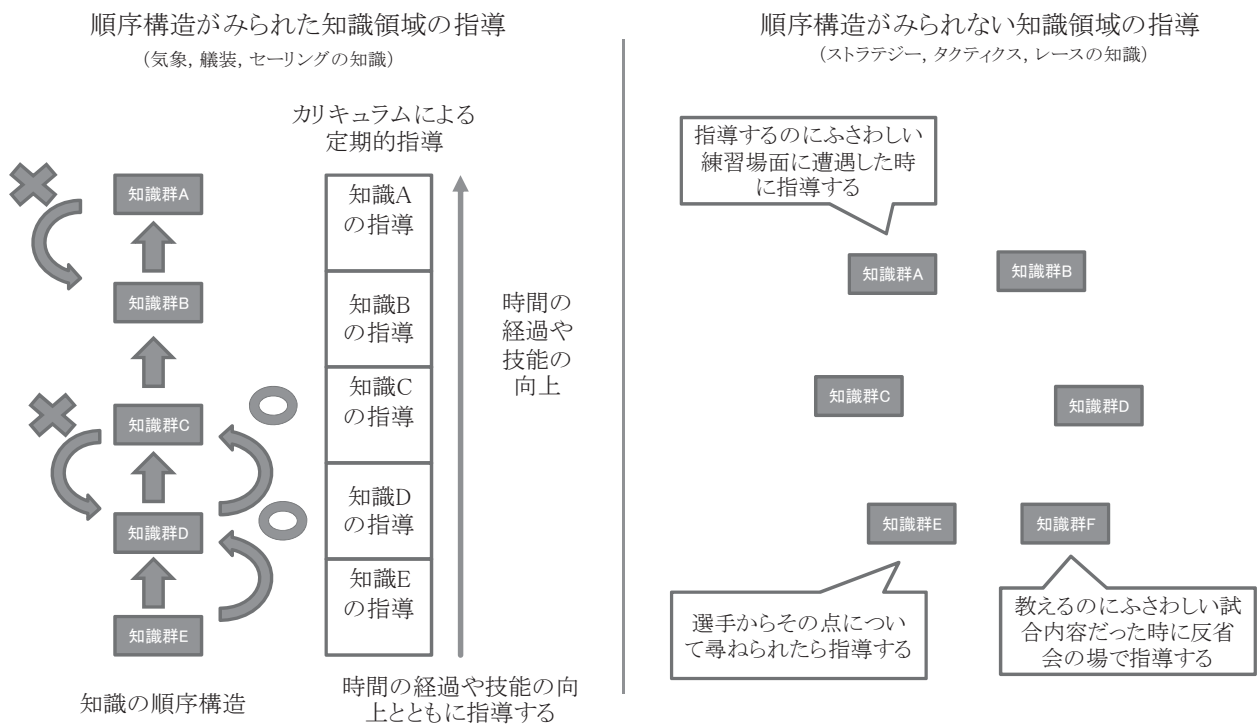 順序構造がみられた知識領域の指導
（気象, 艤装, セーリングの知識）
カリキュラムによる
定期的指導
知識群A
知識群B
知識群C
知識群D
知識群E
知識の順序構造
知識A
の指導
知識B
の指導
知識C
の指導
知識D
の指導
知識E
の指導
時間の
経過や
技能の
向上
時間の経過や技能の向
上とともに指導する
順序構造がみられない知識領域の指導
（ストラテジー, タクティクス, レースの知識）
指導するのにふさわしい
練習場面に遭遇した時
に指導する
知識群A
知識群B
知識群C
知識群D
知識群E
知識群F
選手からその点につい
て尋ねられたら指導する
教えるのにふさわしい試
合内容だった時に反省
会の場で指導する